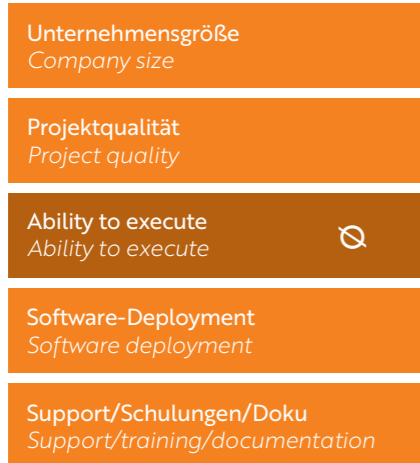 Unternehmensgröße
Company size
Projektqualität
Project quality
Ability to execute
Ability to execute
Software-Deployment
Software deployment
Support/Schulungen/Doku
Support/training/documentation